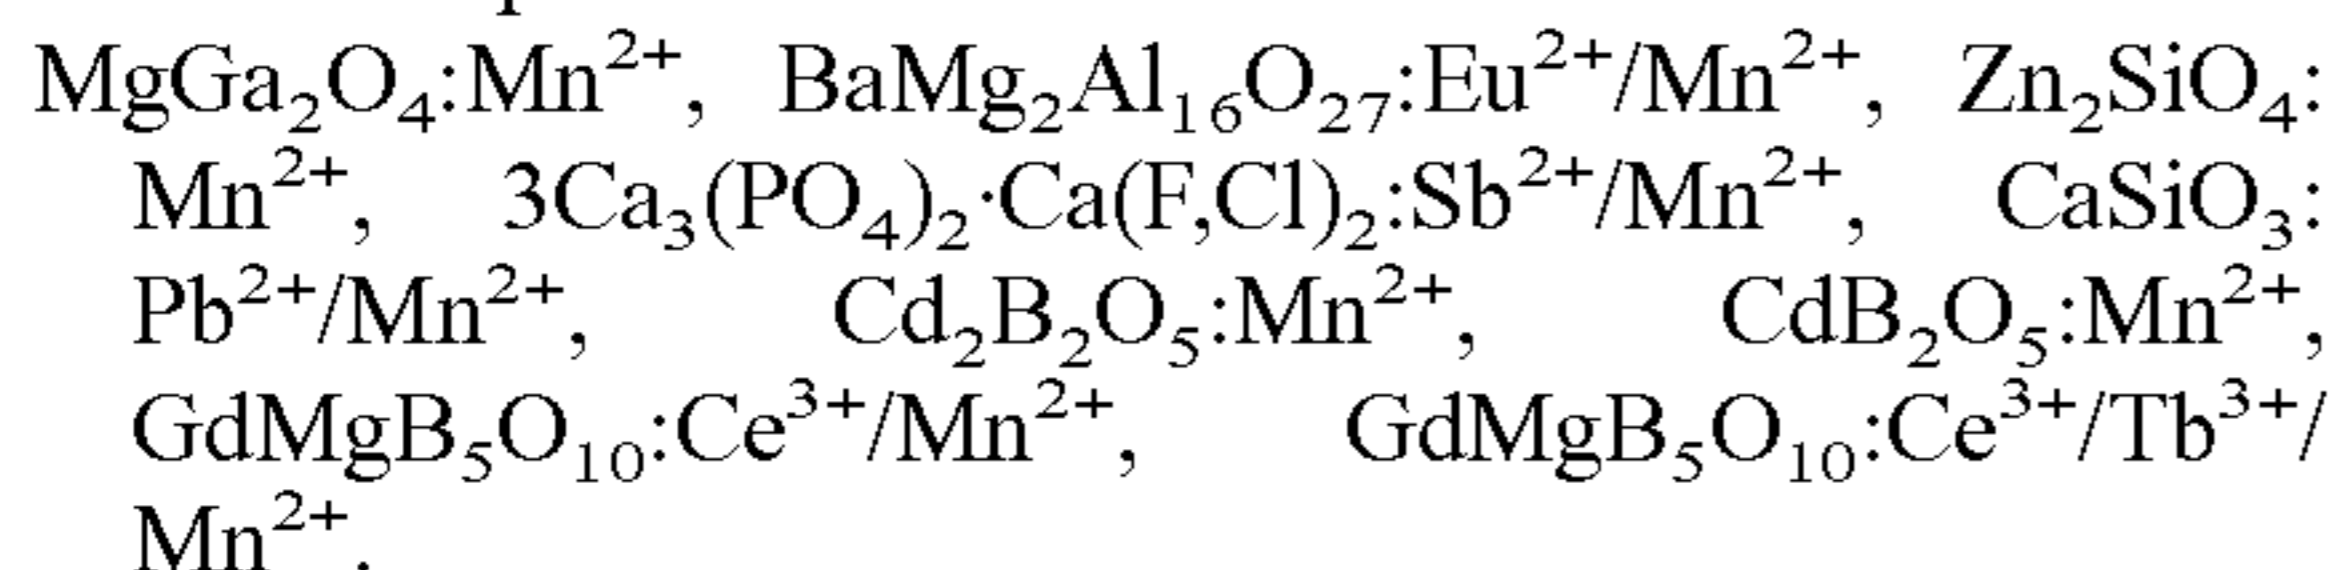 MgGa₂O₄:Mn²⁺, BaMg₂Al₁₆O₂₇:Eu²⁺/Mn²⁺, Zn₂SiO₄:
Mn²⁺, 3Ca₃(PO₄)₂·Ca(F,Cl)₂:Sb²⁺/Mn²⁺, CaSiO₃:
Pb²⁺/Mn²⁺, Cd₂B₂O₅:Mn²⁺, CdB₂O₅:Mn²⁺,
GdMgB₅O₁₀:Ce³⁺/Mn²⁺, GdMgB₅O₁₀:Ce³⁺/Tb³⁺/
Mn²⁺.